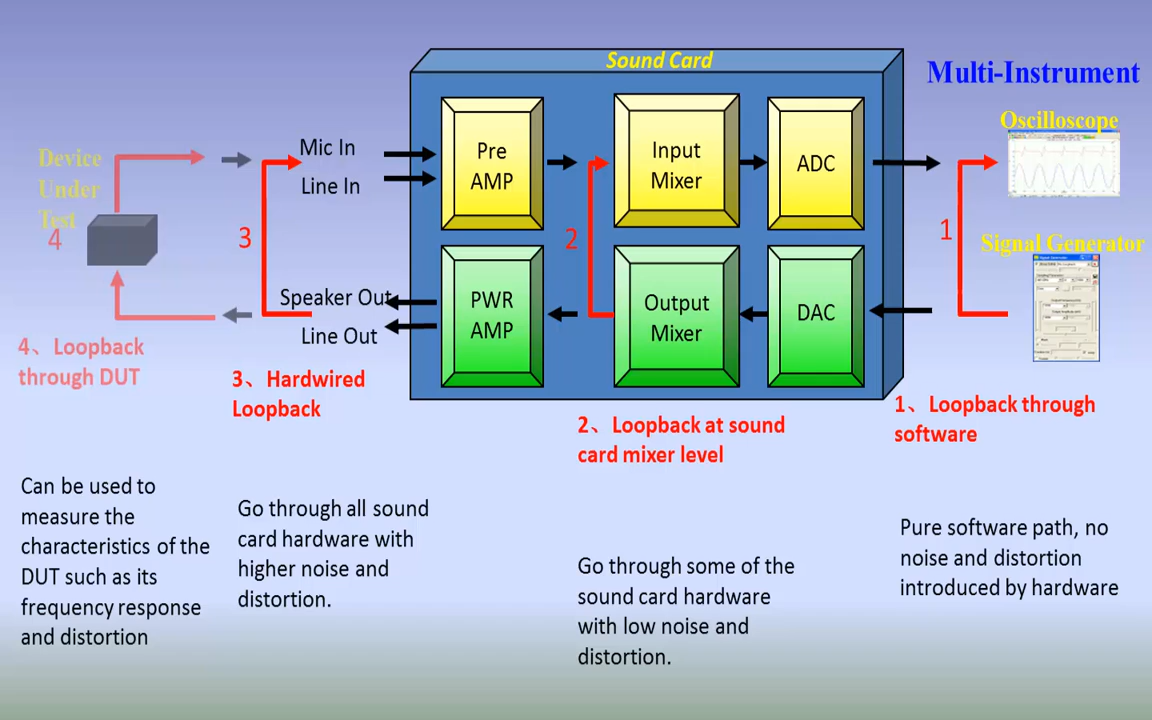 Sound Card
Multi-Instrument
Oscilloscope
Device
Under
Test
4
3
Mic In
Line In
Pre
AMP
2
Input
Mixer
ADC
1
Signal Generator
Speaker Out
Line Out
PWR
AMP
Output
Mixer
DAC
4、Loopback
through DUT
3、Hardwired
Loopback
2、Loopback at sound
card mixer level
1、Loopback through
software
Can be used to
measure the
characteristics of the
DUT such as its
frequency response
and distortion
Go through all sound
card hardware with
higher noise and
distortion.
Go through some of the
sound card hardware
with low noise and
distortion.
Pure software path, no
noise and distortion
introduced by hardware